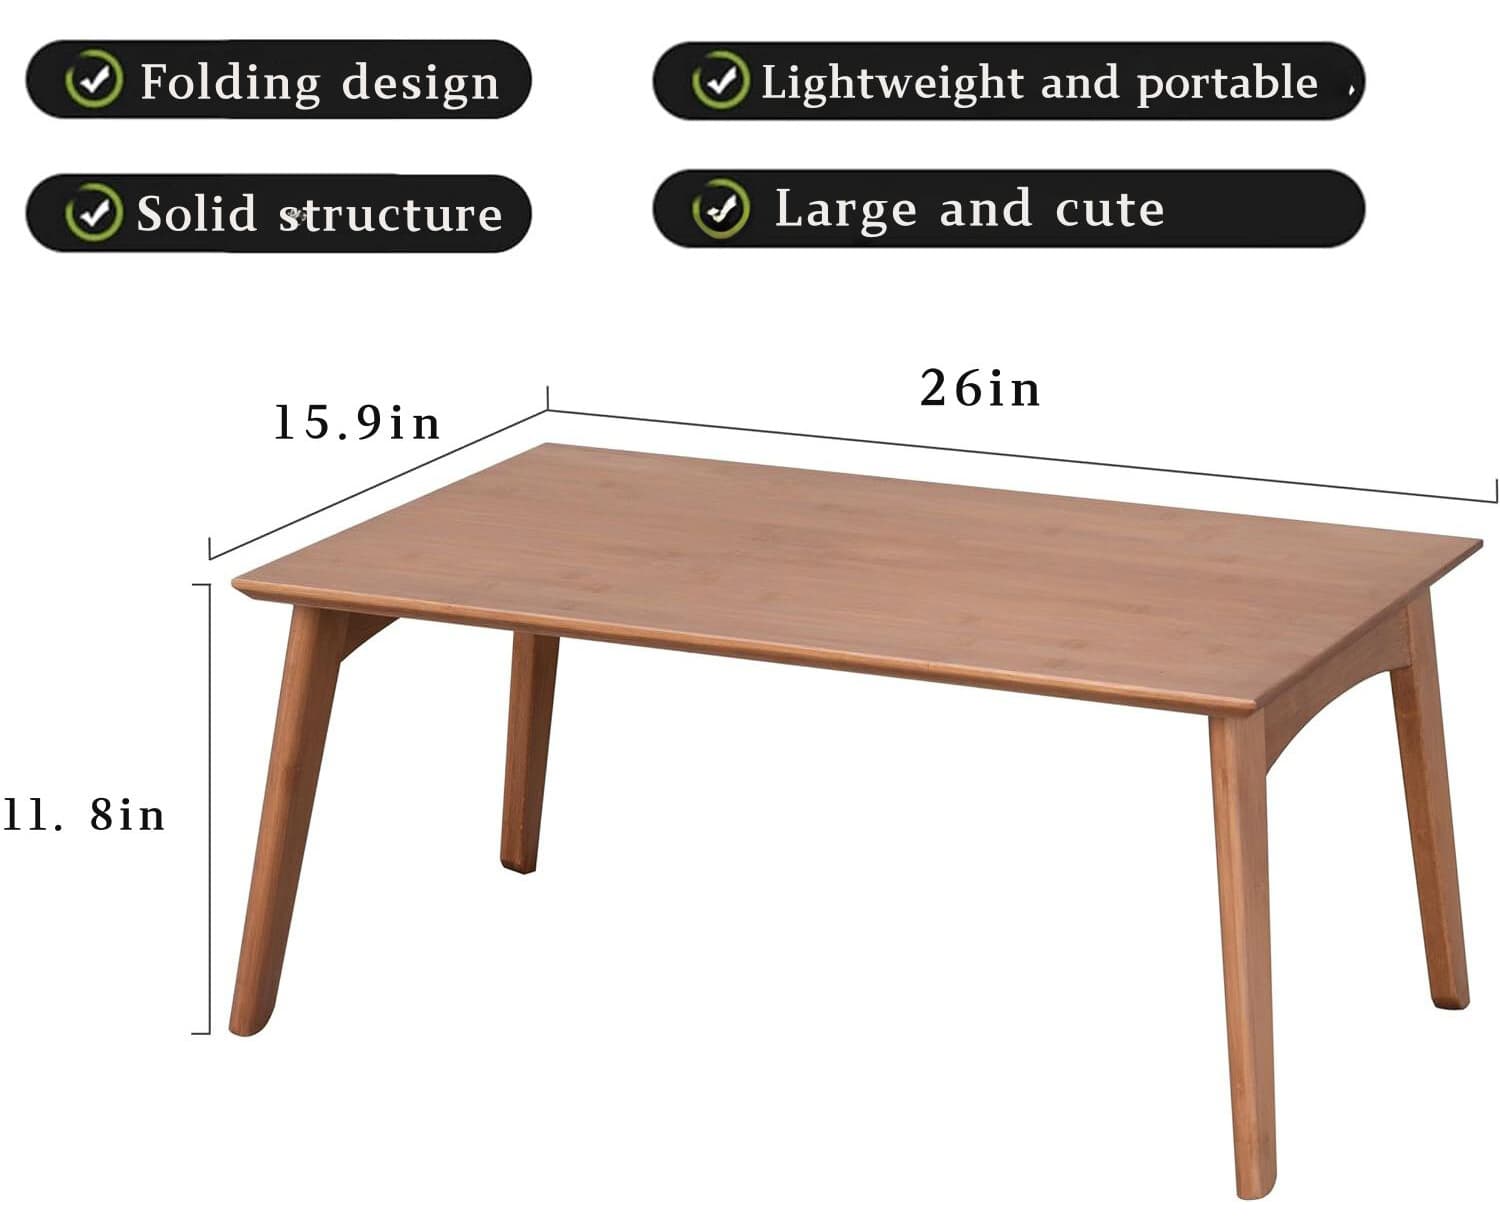 Folding design
Lightweight and portable
Solid structure
Large and cute
15.9in
26in
11. 8in